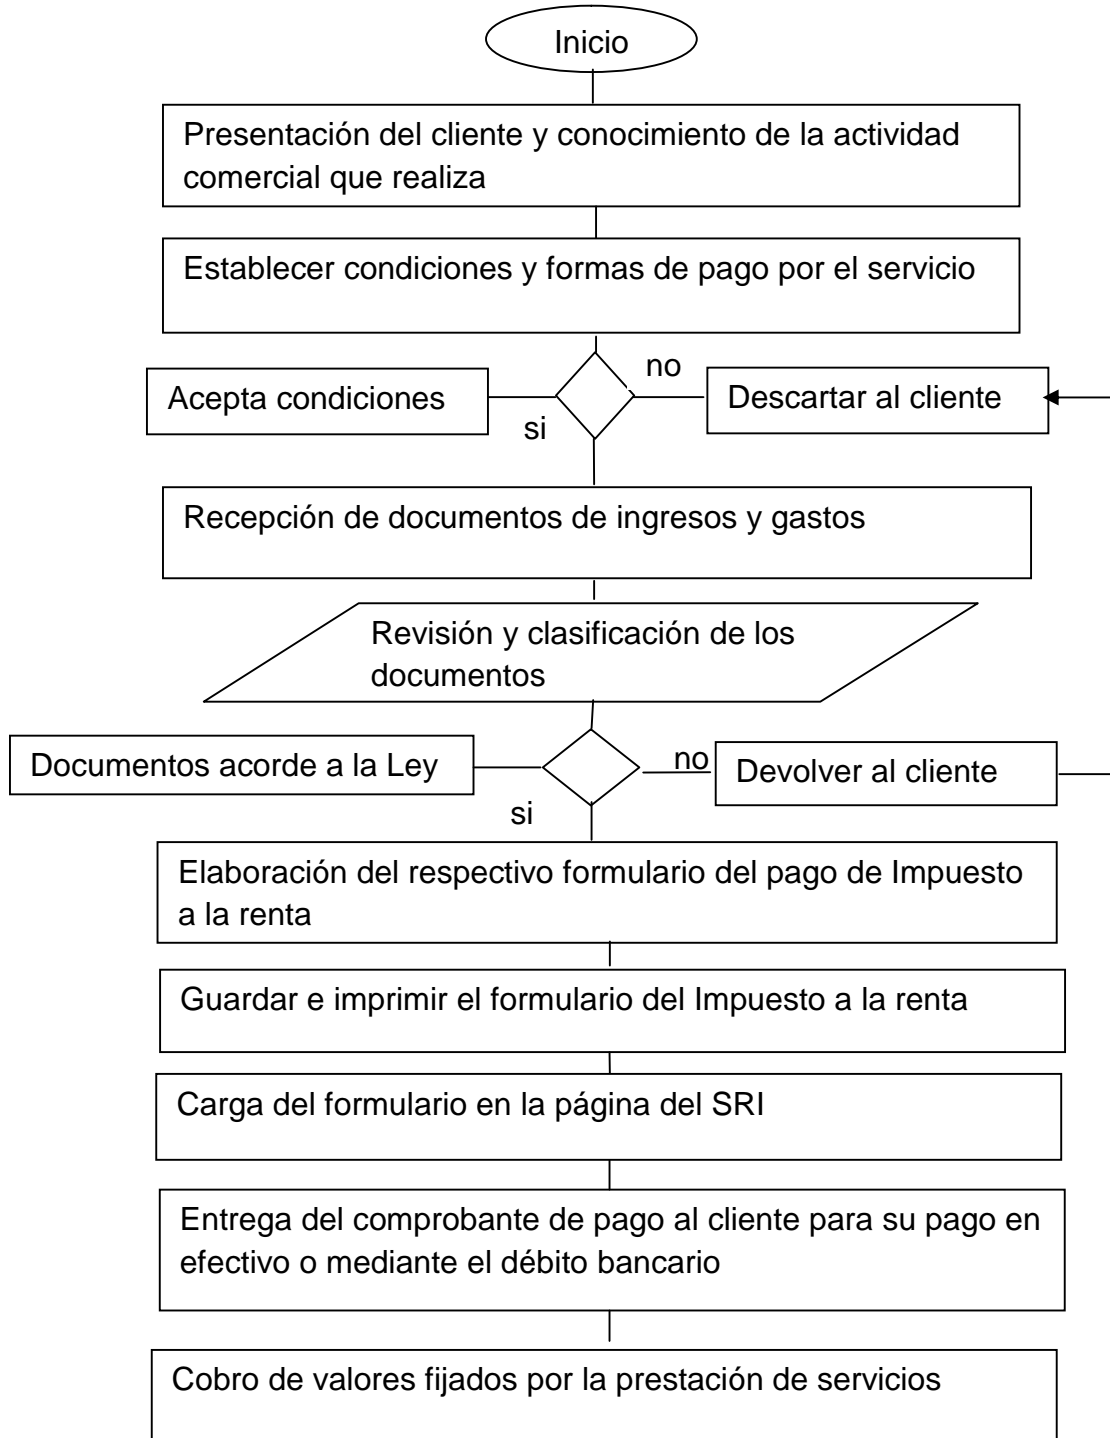 Inicio
Presentación del cliente y conocimiento de la actividad
comercial que realiza
Establecer condiciones y formas de pago por el servicio
no
Acepta condiciones
Descartar al cliente
si
Recepción de documentos de ingresos y gastos
Revisión y clasificación de los
documentos
Documentos acorde a la Ley
no
Devolver al cliente
si
Elaboración del respectivo formulario del pago de Impuesto
a la renta
Guardar e imprimir el formulario del Impuesto a la renta
Carga del formulario en la página del SRI
Entrega del comprobante de pago al cliente para su pago en
efectivo o mediante el débito bancario
Cobro de valores fijados por la prestación de servicios